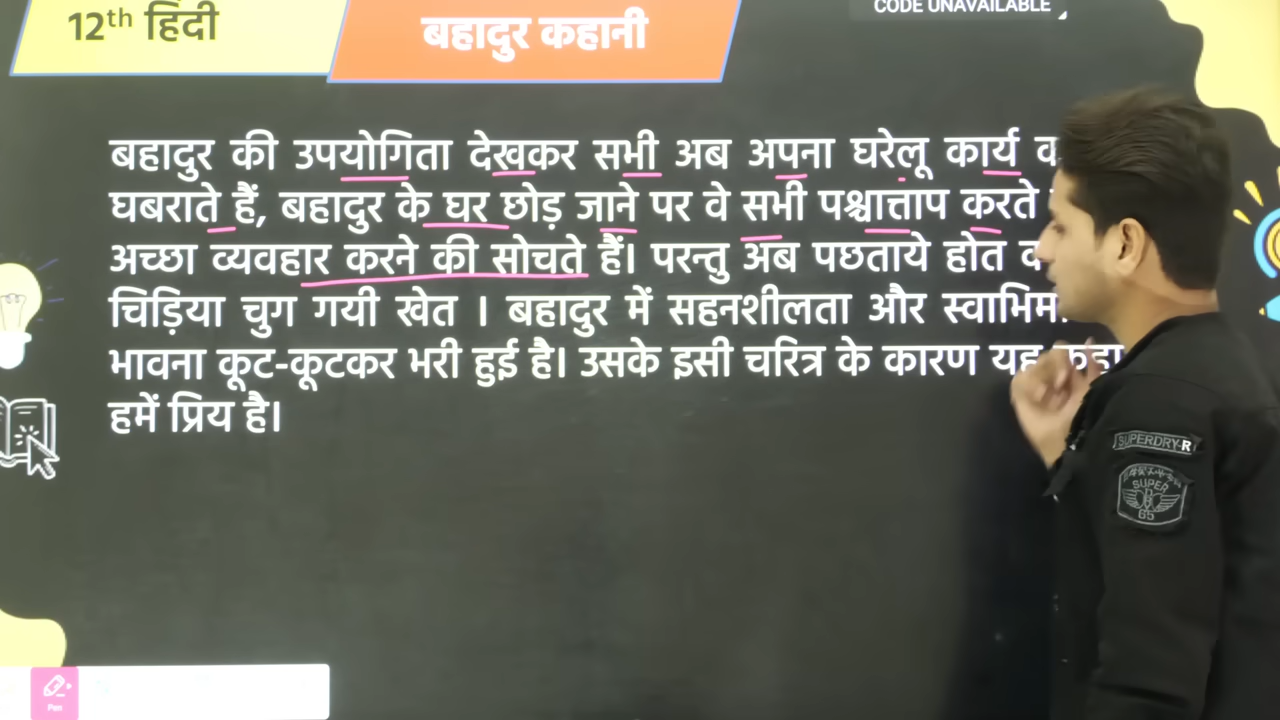 12th हिंदी
बहादुर कहानी
CODE UNAVAILABLE
बहादुर की उपयोगिता देखकर सभी अब अपना घरेलू कार्य
घबराते हैं, बहादुर के घर छोड़ जाने पर वे सभी पश्चात्ताप करते
अच्छा व्यवहार करने की सोचते हैं। परन्तु अब पछताये होत
चिड़िया चुग गयी खेत । बहादुर में सहनशीलता और
भावना कूट-कूटकर भरी हुई है। उसके इसी चरित्र के कारण यह
हमें प्रिय है।
SUPERDRY-R
SUPER
65
Pen